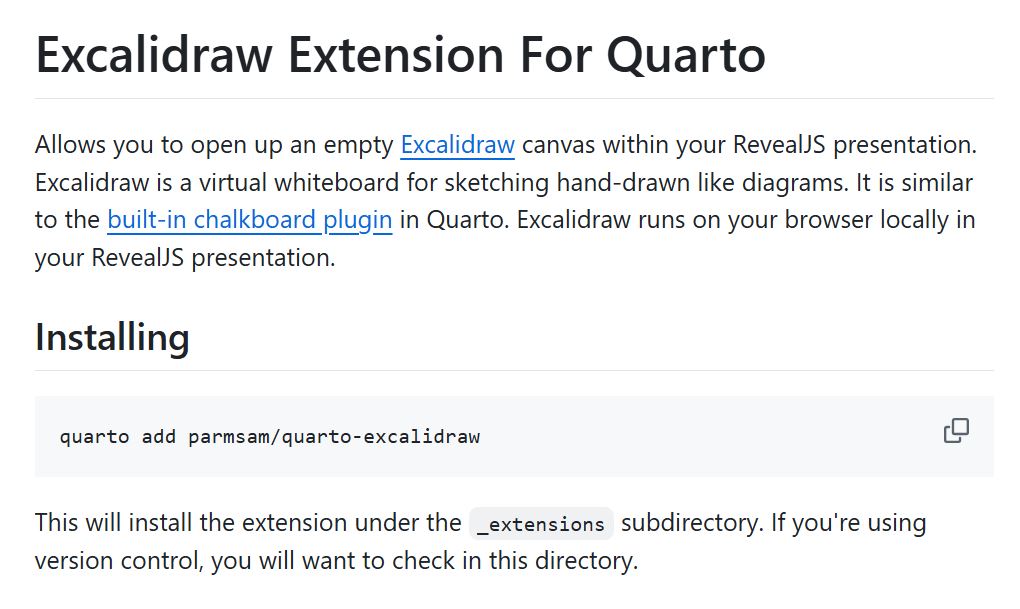 Excalidraw Extension For Quarto
Allows you to open up an empty Excalidraw canvas within your RevealJS presentation.
Excalidraw is a virtual whiteboard for sketching hand-drawn like diagrams. It is similar
to the built-in chalkboard plugin in Quarto. Excalidraw runs on your browser locally in
your RevealJS presentation.
Installing
quarto add parmsam/quarto-excalidraw
This will install the extension under the _extensions subdirectory. If you're using
version control, you will want to check in this directory.